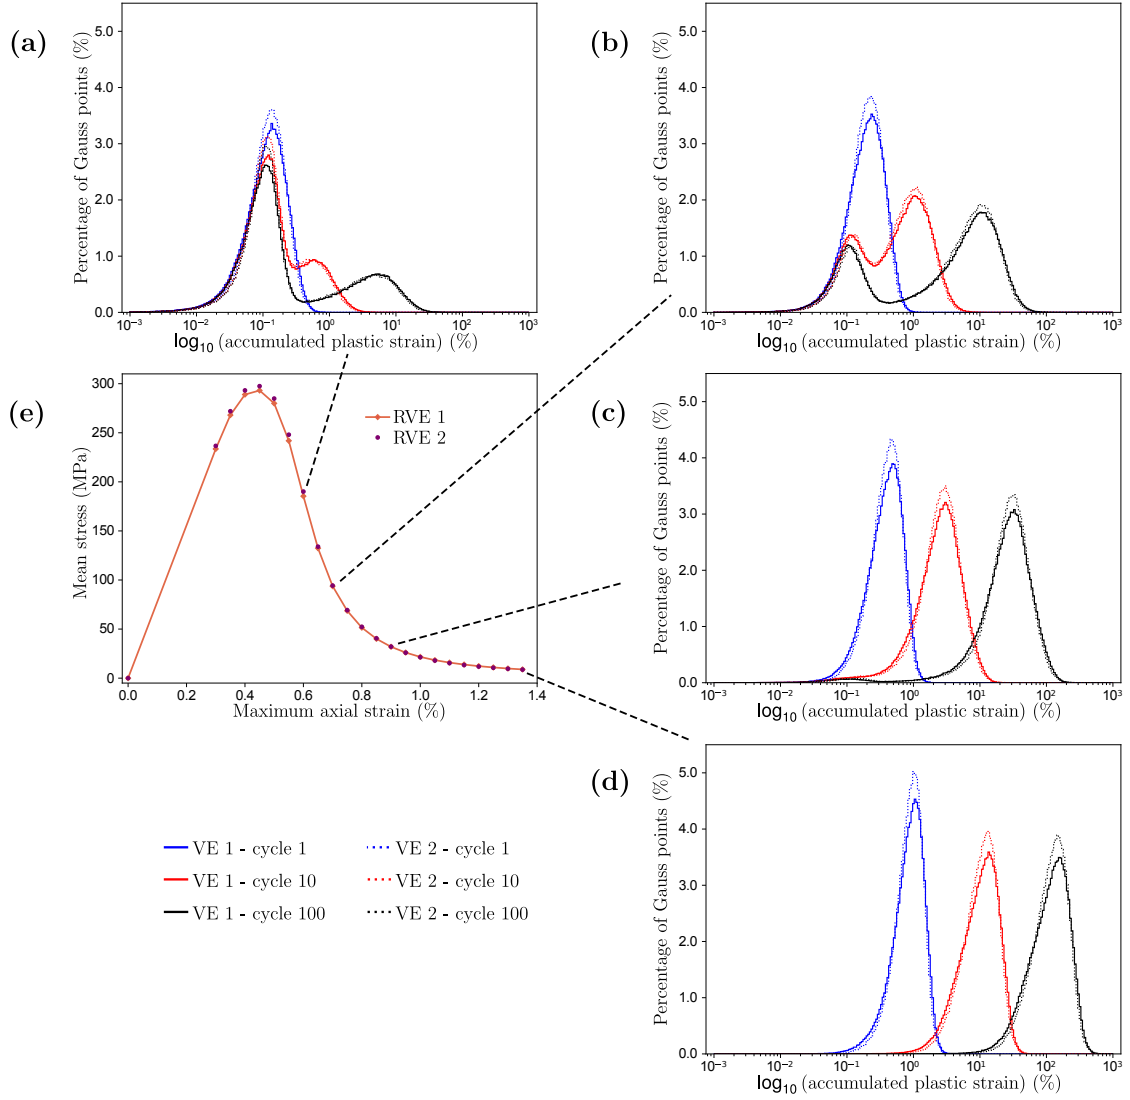 (a)
Percentage of Gauss points (%)
5.0
4.0
3.0
2.0
1.0
0.0
10⁻³ 10⁻² 10⁻¹ 10⁰ 10¹ 10² 10³
log₁₀ (accumulated plastic strain) (%)
(b)
Percentage of Gauss points (%)
5.0
4.0
3.0
2.0
1.0
0.0
10⁻³ 10⁻² 10⁻¹ 10⁰ 10¹ 10² 10³
log₁₀ (accumulated plastic strain) (%)
(e)
Mean stress (MPa)
300
250
200
150
100
50
0
0.0 0.2 0.4 0.6 0.8 1.0 1.2 1.4
Maximum axial strain (%)
RVE 1
RVE 2
(c)
Percentage of Gauss points (%)
5.0
4.0
3.0
2.0
1.0
0.0
10⁻³ 10⁻² 10⁻¹ 10⁰ 10¹ 10² 10³
log₁₀ (accumulated plastic strain) (%)
(d)
Percentage of Gauss points (%)
5.0
4.0
3.0
2.0
1.0
0.0
10⁻³ 10⁻² 10⁻¹ 10⁰ 10¹ 10² 10³
log₁₀ (accumulated plastic strain) (%)
VE 1 - cycle 1 VE 2 - cycle 1
VE 1 - cycle 10 VE 2 - cycle 10
VE 1 - cycle 100 VE 2 - cycle 100